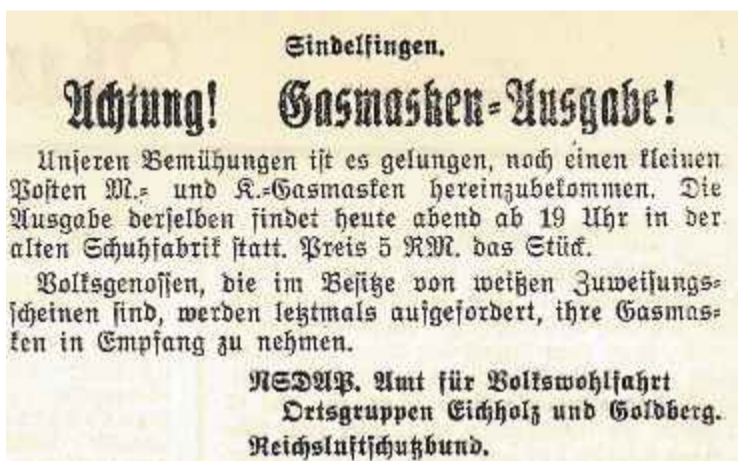 Sindelfingen.
Achtung! Gasmasken-Ausgabe!
Unseren Bemühungen ist es gelungen, noch einen kleinen
Posten M.- und K.-Gasmasken hereinzubekommen. Die
Ausgabe derselben findet heute abend ab 19 Uhr in der
alten Schuhfabrik statt. Preis 5 RM. das Stück.
Volksgenossen, die im Besitze von weißen Zuweisungs-
scheinen sind, werden letztmals aufgefordert, ihre Gasmas-
ken in Empfang zu nehmen.
NSDAP. Amt für Volkswohlfahrt
Ortsgruppen Eichholz und Goldberg.
Reichsluftschutzbund.